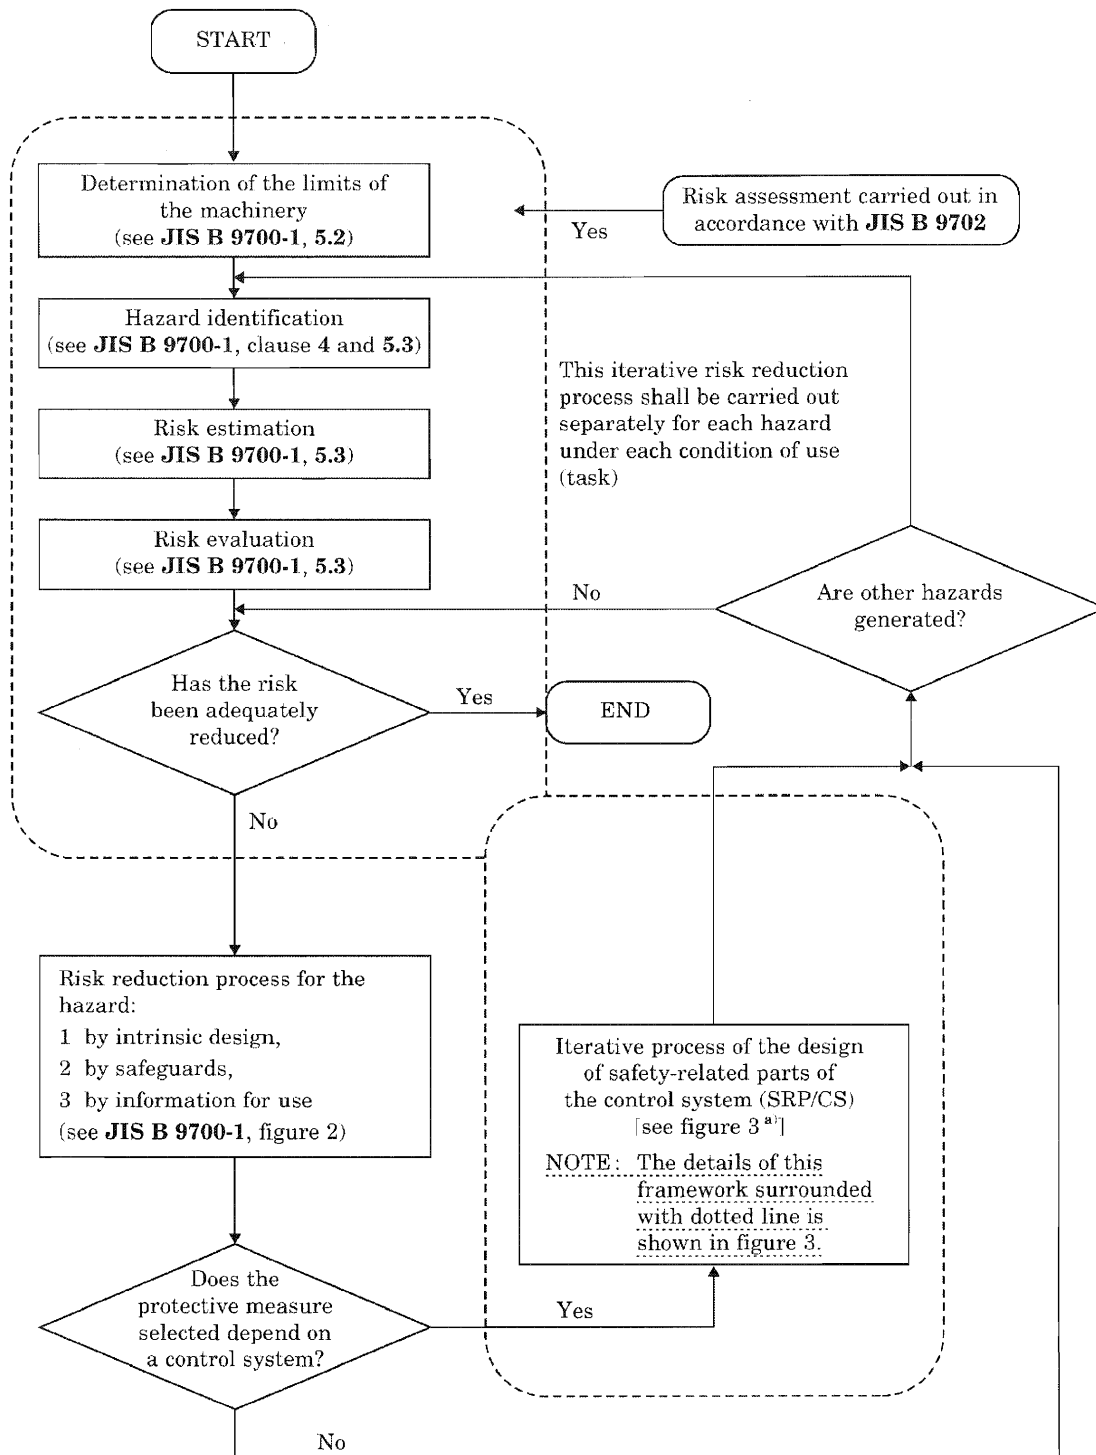 START
Determination of the limits of
the machinery
(see JIS B 9700-1, 5.2)
Risk assessment carried out in
accordance with JIS B 9702
Yes
Hazard identification
(see JIS B 9700-1, clause 4 and 5.3)
This iterative risk reduction
process shall be carried out
separately for each hazard
under each condition of use
(task)
Risk estimation
(see JIS B 9700-1, 5.3)
Risk evaluation
(see JIS B 9700-1, 5.3)
No
Are other hazards
generated?
Has the risk
been adequately
reduced?
Yes
END
No
Risk reduction process for the
hazard:
1 by intrinsic design,
2 by safeguards,
3 by information for use
(see JIS B 9700-1, figure 2)
Iterative process of the design
of safety-related parts of
the control system (SRP/CS)
[see figure 3 a)]
NOTE: The details of this
framework surrounded
with dotted line is
shown in figure 3.
Does the
protective measure
selected depend on
a control system?
Yes
No